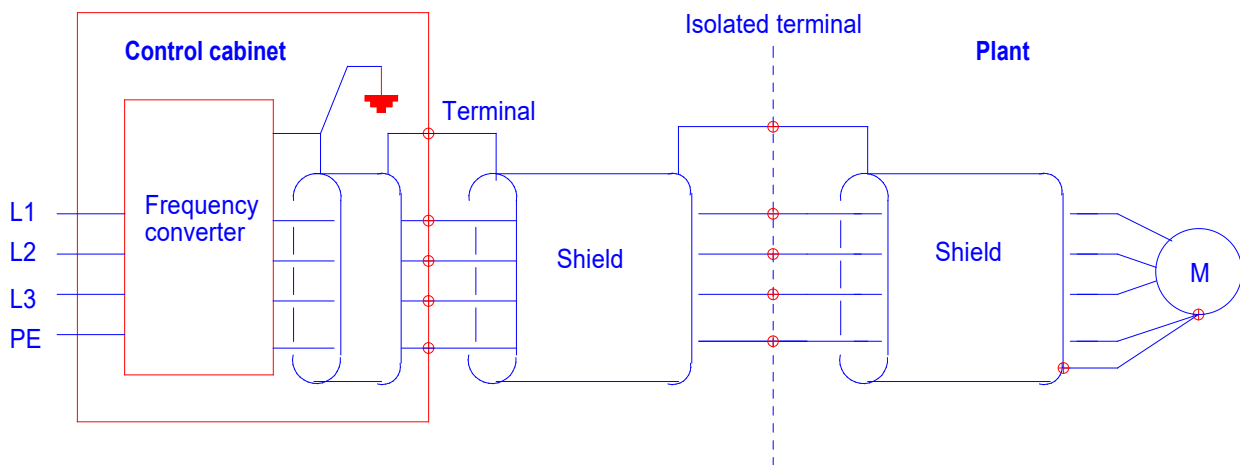 Isolated terminal
Control cabinet
Plant
Terminal
L1
Frequency
converter
L2
Shield
Shield
M
L3
PE